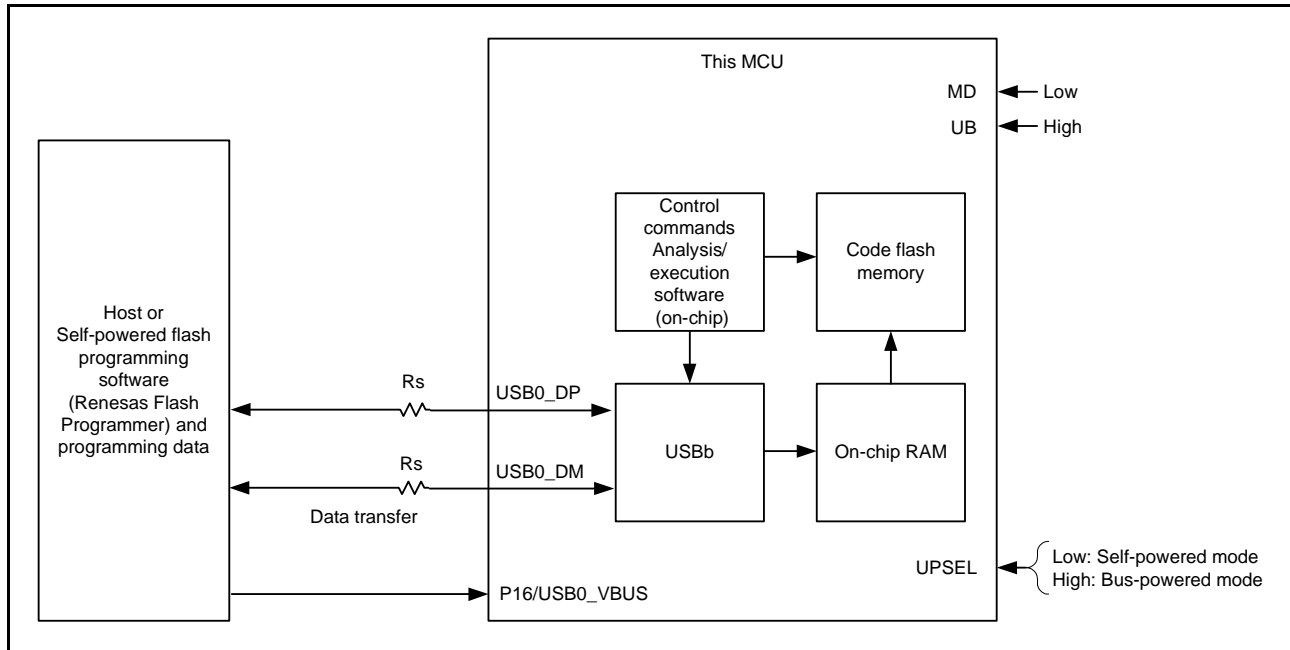 This MCU
MD
Low
UB
High
Control
commands
Analysis/
execution
software
(on-chip)
Code flash
memory
Host or
Self-powered flash
programming
software
(Renesas Flash
Programmer) and
programming data
Rs
USB0_DP
USBb
On-chip RAM
Rs
USB0_DM
Data transfer
UPSEL
Low: Self-powered mode
High: Bus-powered mode
P16/USB0_VBUS